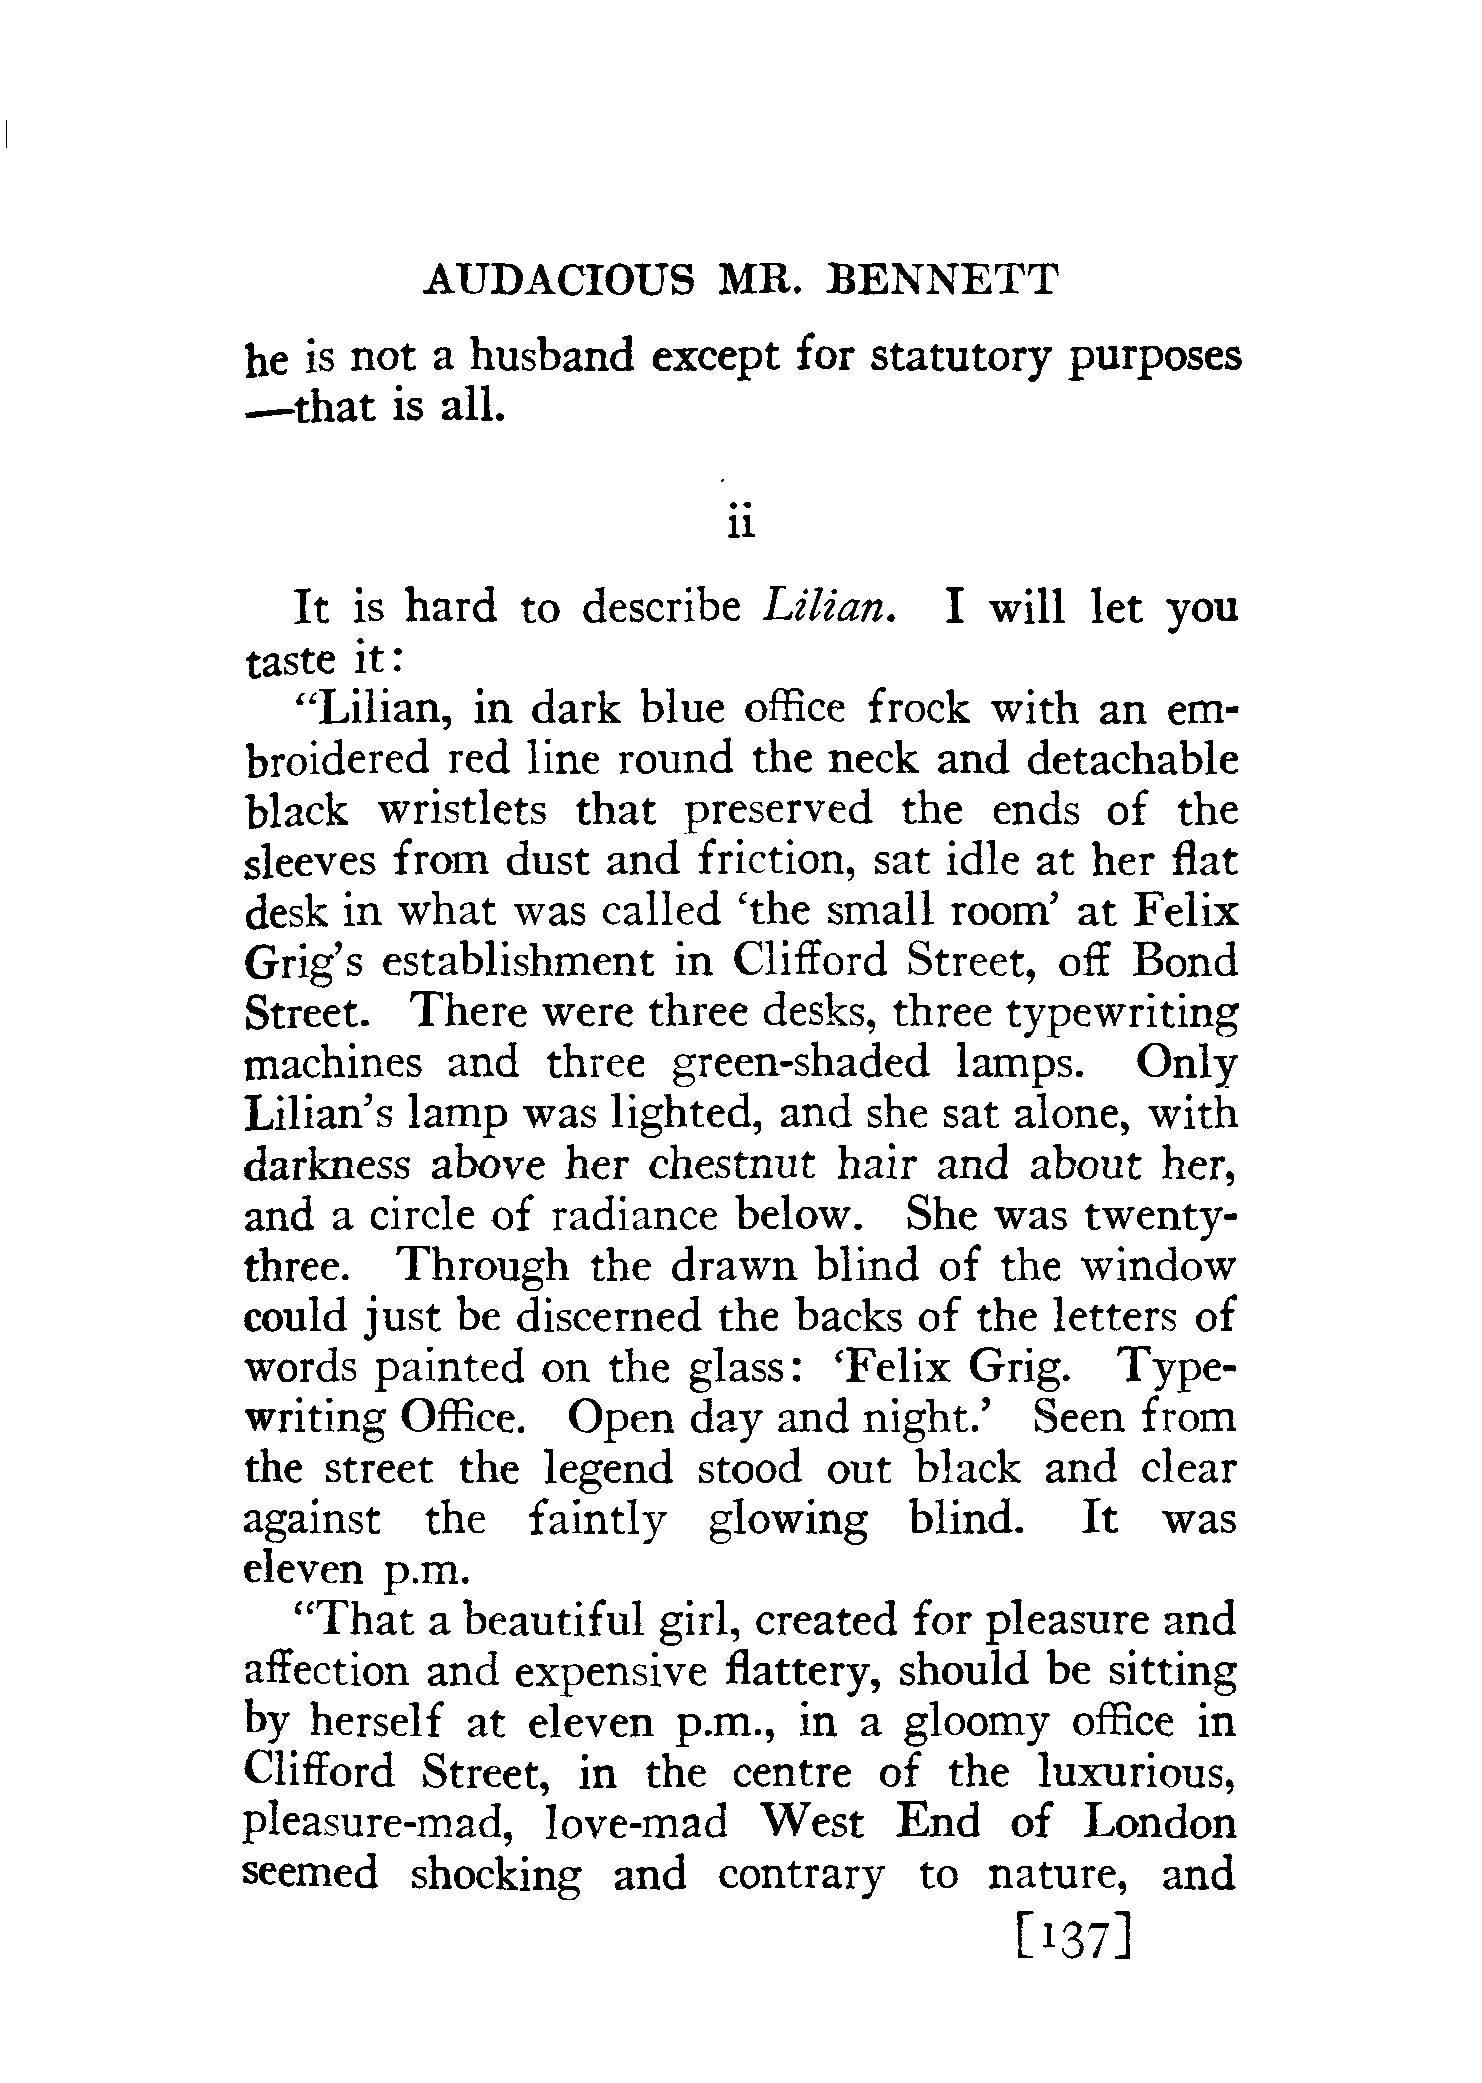 AUDACIOUS MR. BENNETT
he is not a husband except for statutory purposes
—that is all.
ii
It is hard to describe Lilian. I will let you
taste it:
“Lilian, in dark blue office frock with an em-
broidered red line round the neck and detachable
black wristlets that preserved the ends of the
sleeves from dust and friction, sat idle at her flat
desk in what was called ‘the small room’ at Felix
Grig’s establishment in Clifford Street, off Bond
Street. There were three desks, three typewriting
machines and three green-shaded lamps. Only
Lilian’s lamp was lighted, and she sat alone, with
darkness above her chestnut hair and about her,
and a circle of radiance below. She was twenty-
three. Through the drawn blind of the window
could just be discerned the backs of the letters of
words painted on the glass: ‘Felix Grig. Type-
writing Office. Open day and night.’ Seen from
the street the legend stood out black and clear
against the faintly glowing blind. It was
eleven p.m.
“That a beautiful girl, created for pleasure and
affection and expensive flattery, should be sitting
by herself at eleven p.m., in a gloomy office in
Clifford Street, in the centre of the luxurious,
pleasure-mad, love-mad West End of London
seemed shocking and contrary to nature, and
[137]